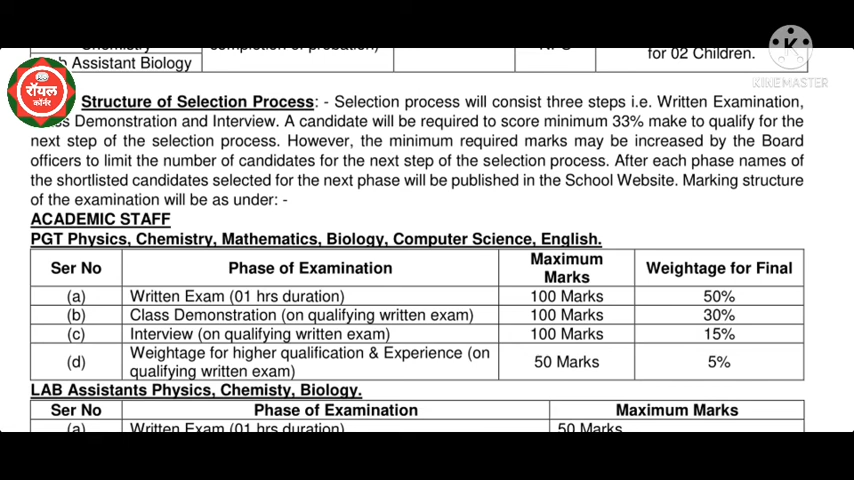 for 02 Children.
Lab Assistant Biology
K
KINEMASTER
रॉयल
कॉर्नर
Structure of Selection Process: - Selection process will consist three steps i.e. Written Examination,
Demonstration and Interview. A candidate will be required to score minimum 33% make to qualify for the
next step of the selection process. However, the minimum required marks may be increased by the Board
officers to limit the number of candidates for the next step of the selection process. After each phase names of
the shortlisted candidates selected for the next phase will be published in the School Website. Marking structure
of the examination will be as under: -
ACADEMIC STAFF
PGT Physics, Chemistry, Mathematics, Biology, Computer Science, English.
Ser No Phase of Examination Maximum Marks Weightage for Final
(a) Written Exam (01 hrs duration) 100 Marks 50%
(b) Class Demonstration (on qualifying written exam) 100 Marks 30%
(c) Interview (on qualifying written exam) 100 Marks 15%
(d) Weightage for higher qualification & Experience (on qualifying written exam) 50 Marks 5%
LAB Assistants Physics, Chemisty, Biology.
Ser No Phase of Examination Maximum Marks
(a) Written Exam (01 hrs duration) 50 Marks